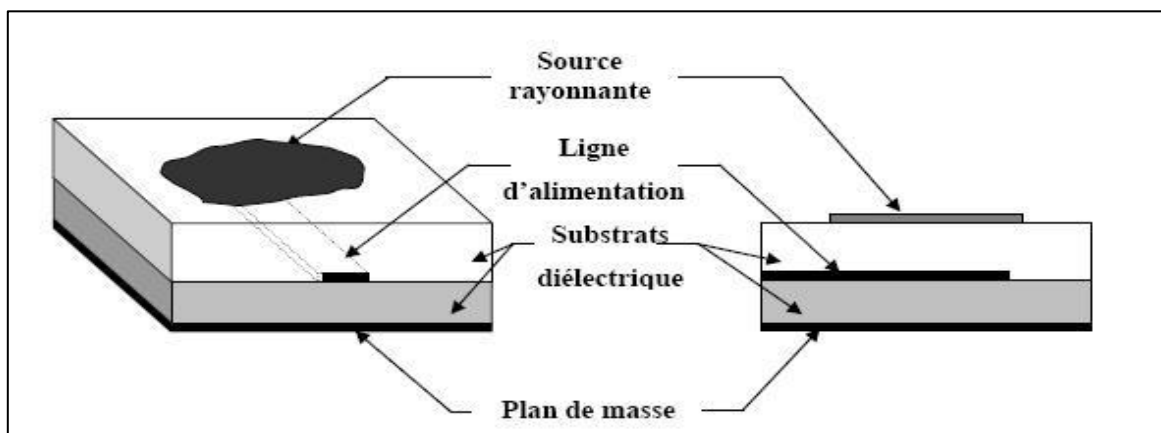 Source
rayonnante
Ligne
d’alimentation
Substrats
diélectrique
Plan de masse